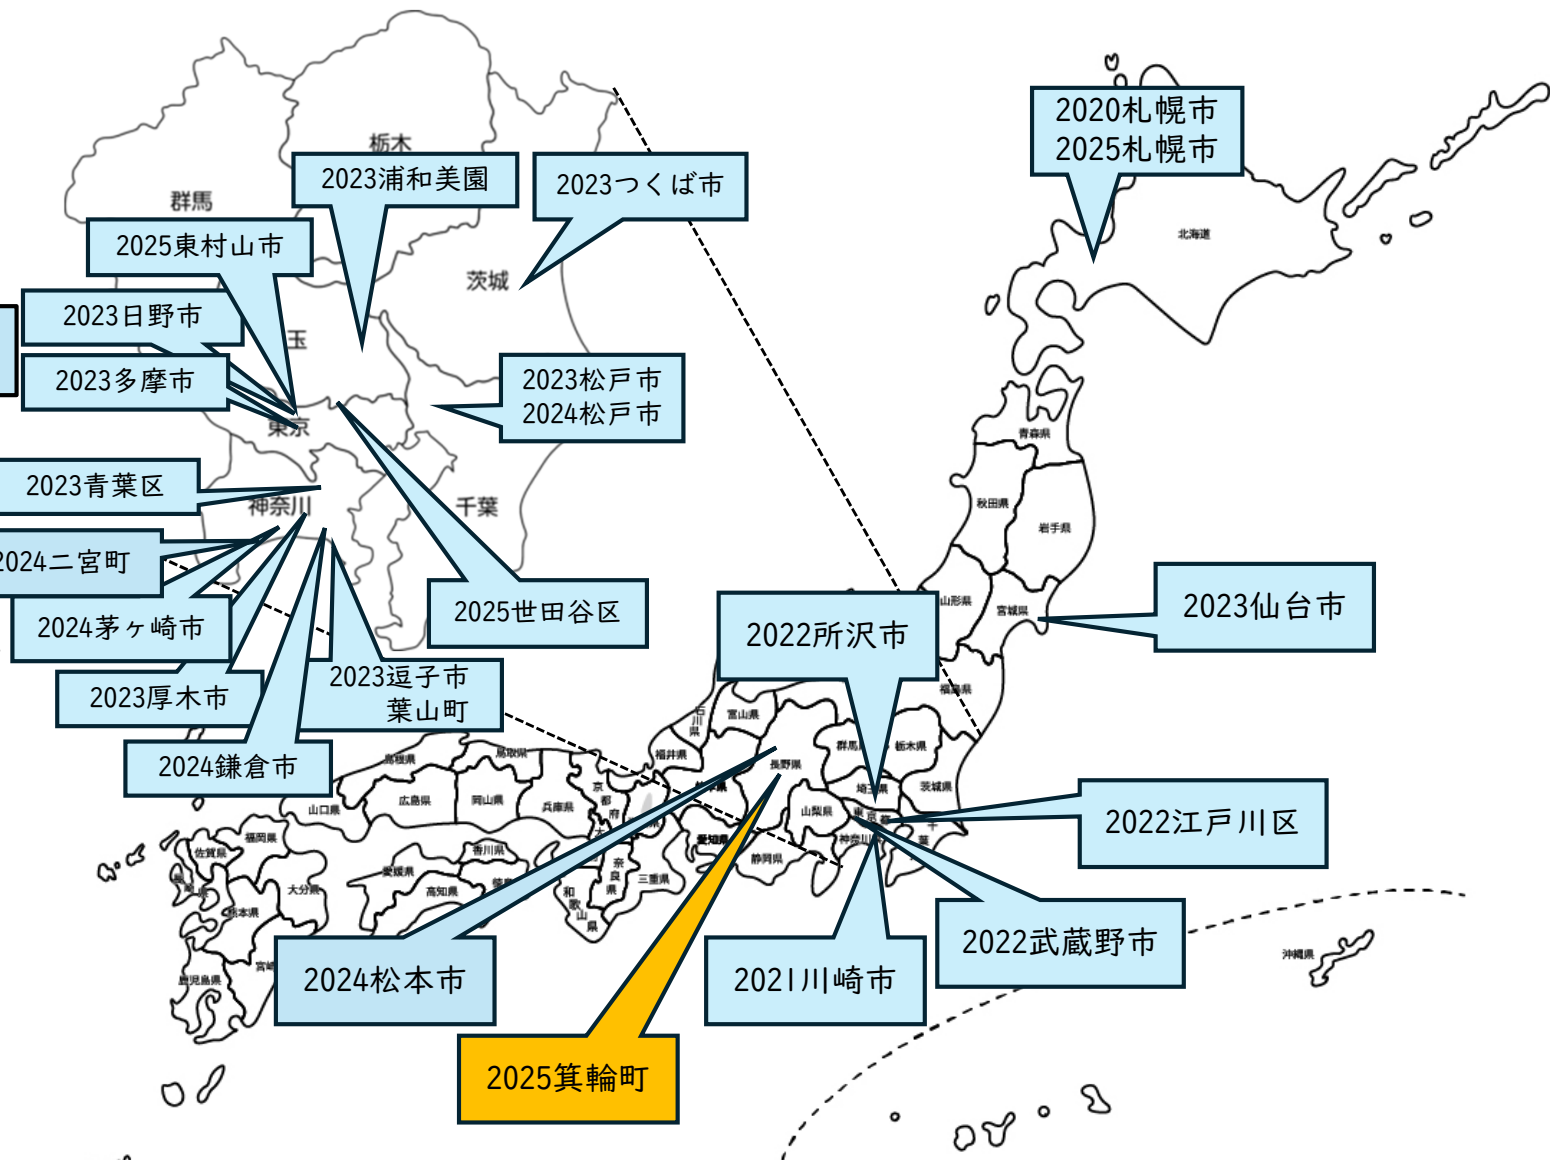 栃木
2023浦和美園
2023つくば市
群馬
2025東村山市
茨城
2023日野市
玉
2023多摩市
2023松戸市
2024松戸市
東京
2023青葉区
神奈川
千葉
2024二宮町
2024茅ヶ崎市
2025世田谷区
2023厚木市
2023逗子市
葉山町
2024鎌倉市
2020札幌市
2025札幌市
北海道
青森県
秋田県
岩手県
山形県
宮城県
2023仙台市
2022所沢市
福島県
石川県
富山県
福井県
長野県
群馬
栃木県
茨城県
埼玉県
山梨県
東京都
神奈川県
千葉
2022江戸川区
愛知県
静岡県
三重県
奈良県
和歌山県
京都府
兵庫県
鳥取県
岡山県
島根県
広島県
山口県
香川県
愛媛県
高知県
福岡県
佐賀県
大分県
熊本県
宮崎
鹿児島県
2024松本市
2021川崎市
2022武蔵野市
沖縄県
2025箕輪町